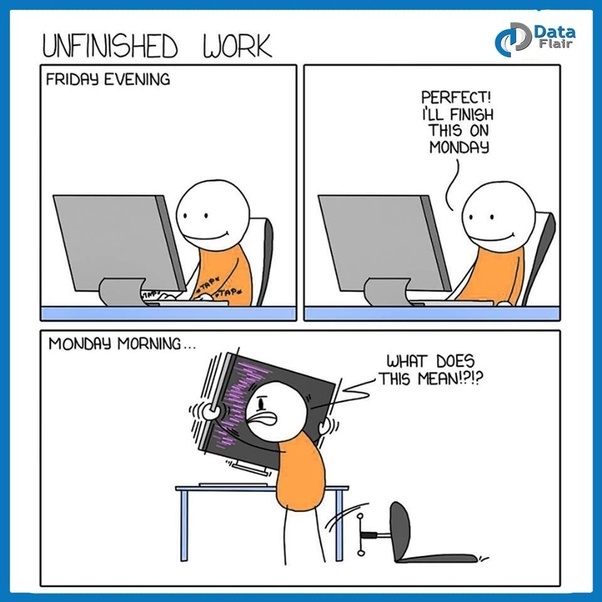 UNFINISHED WORK
Data
Flair
FRIDAY EVENING
*TAP*
*TAP*
*TAP*
PERFECT!
I'LL FINISH
THIS ON
MONDAY
MONDAY MORNING...
WHAT DOES
THIS MEAN!?!?